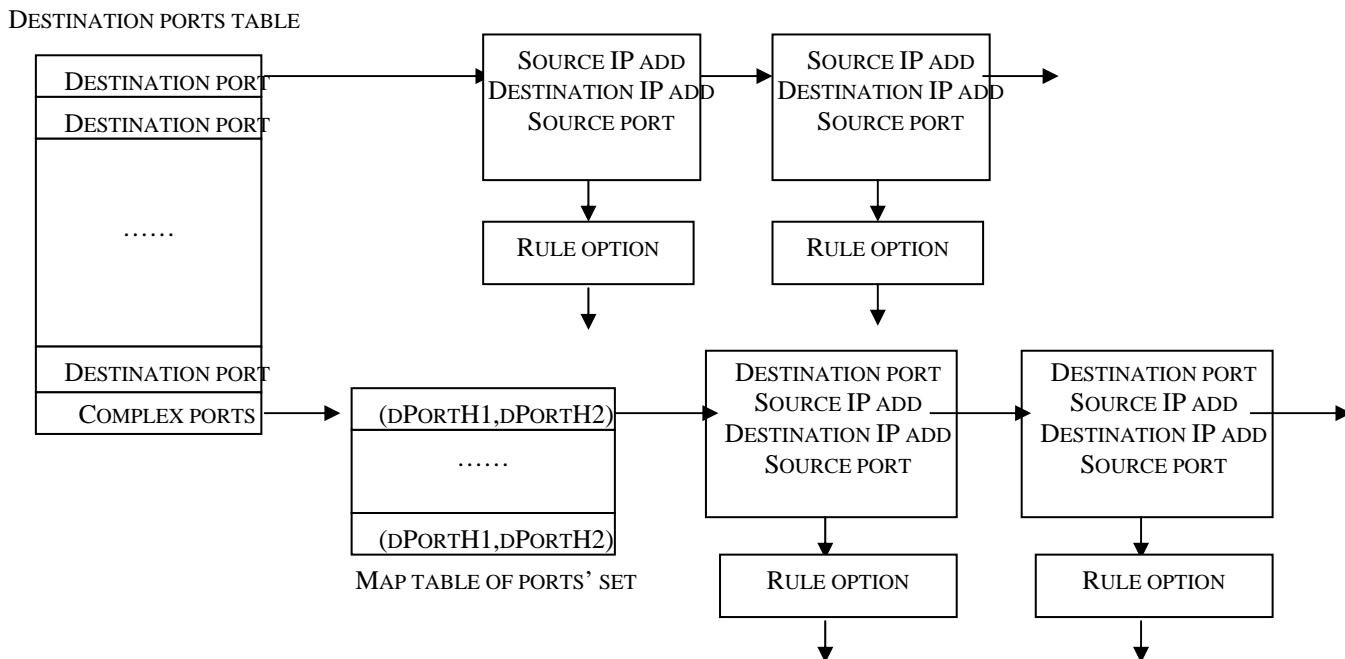 DESTINATION PORTS TABLE
DESTINATION PORT
DESTINATION PORT
……
DESTINATION PORT
COMPLEX PORTS
SOURCE IP ADD
DESTINATION IP ADD
SOURCE PORT
SOURCE IP ADD
DESTINATION IP ADD
SOURCE PORT
RULE OPTION
RULE OPTION
(DPORTH1,DPORTH2)
……
(DPORTH1,DPORTH2)
MAP TABLE OF PORTS’ SET
DESTINATION PORT
SOURCE IP ADD
DESTINATION IP ADD
SOURCE PORT
DESTINATION PORT
SOURCE IP ADD
DESTINATION IP ADD
SOURCE PORT
RULE OPTION
RULE OPTION